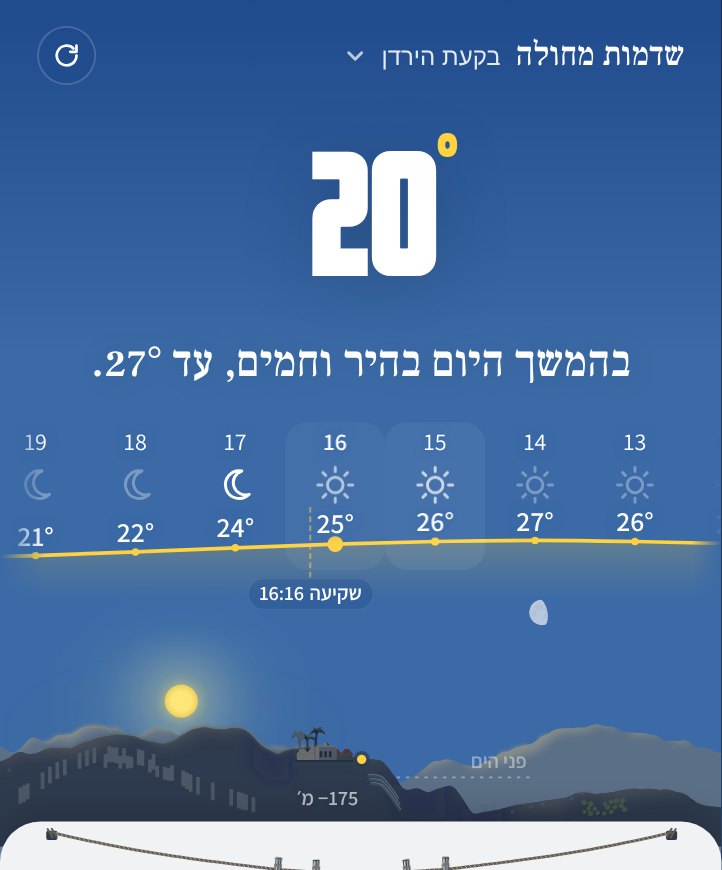 שדמות מחולה בקעת הירדן
20°
בהמשך היום בהיר וחמים, עד 27°.
13 14 15 16 17 18 19
26° 27° 26° 25° 24° 22° 21°
שקיעה 16:16
פני הים
−175 מ׳